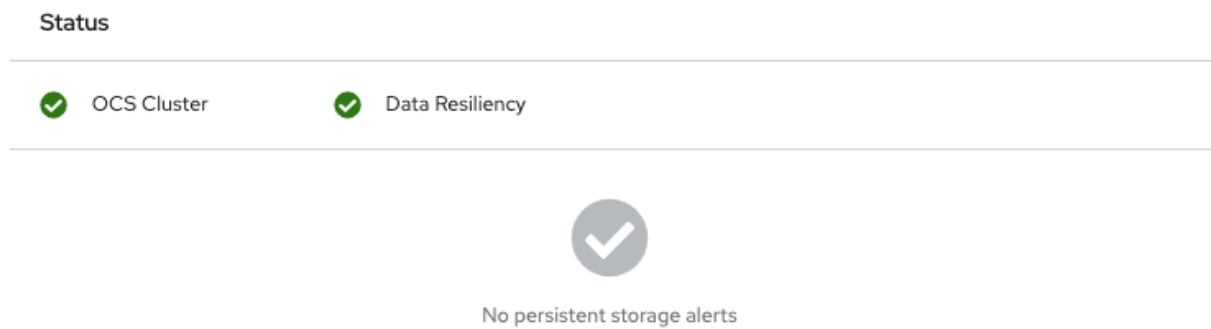 Status
OCS Cluster Data Resiliency
No persistent storage alerts